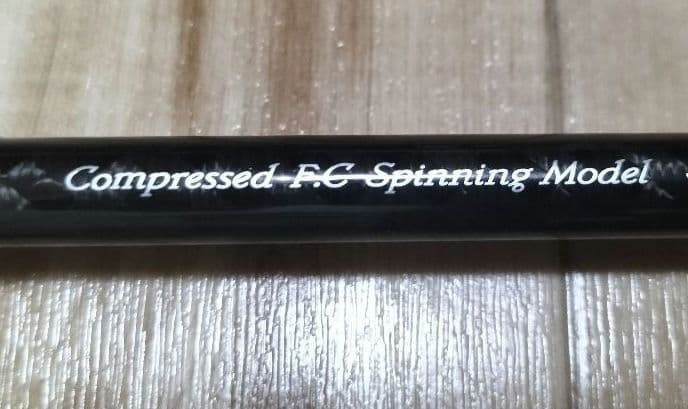 Compressed F.C Spinning Model